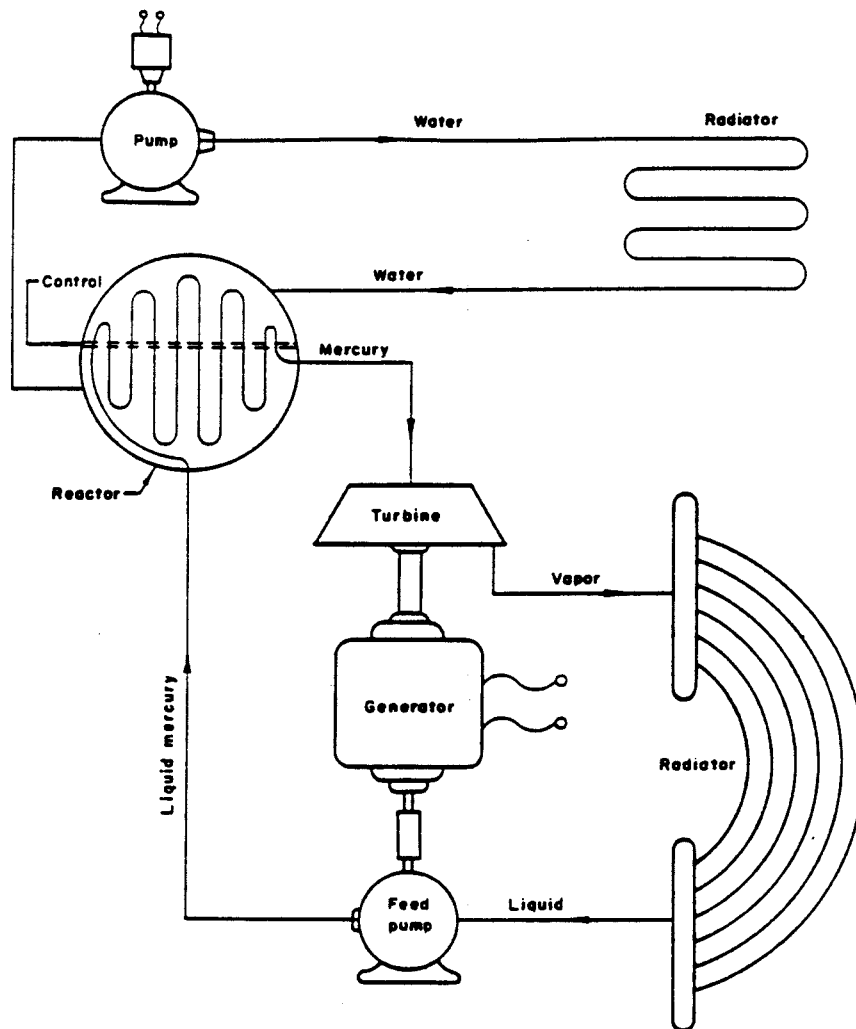 Pump
Water
Radiator
Control
Water
Mercury
Reactor
Turbine
Vapor
Generator
Liquid mercury
Radiator
Feed
pump
Liquid